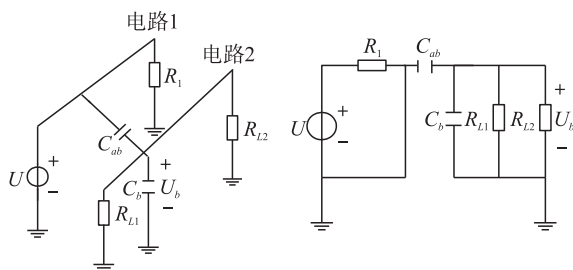 电路1
电路2
R1
Cab
RL2
U
+
−
Cb
+
Ub
−
RL1
R1
Cab
U
+
−
Cb
RL1
RL2
+
Ub
−